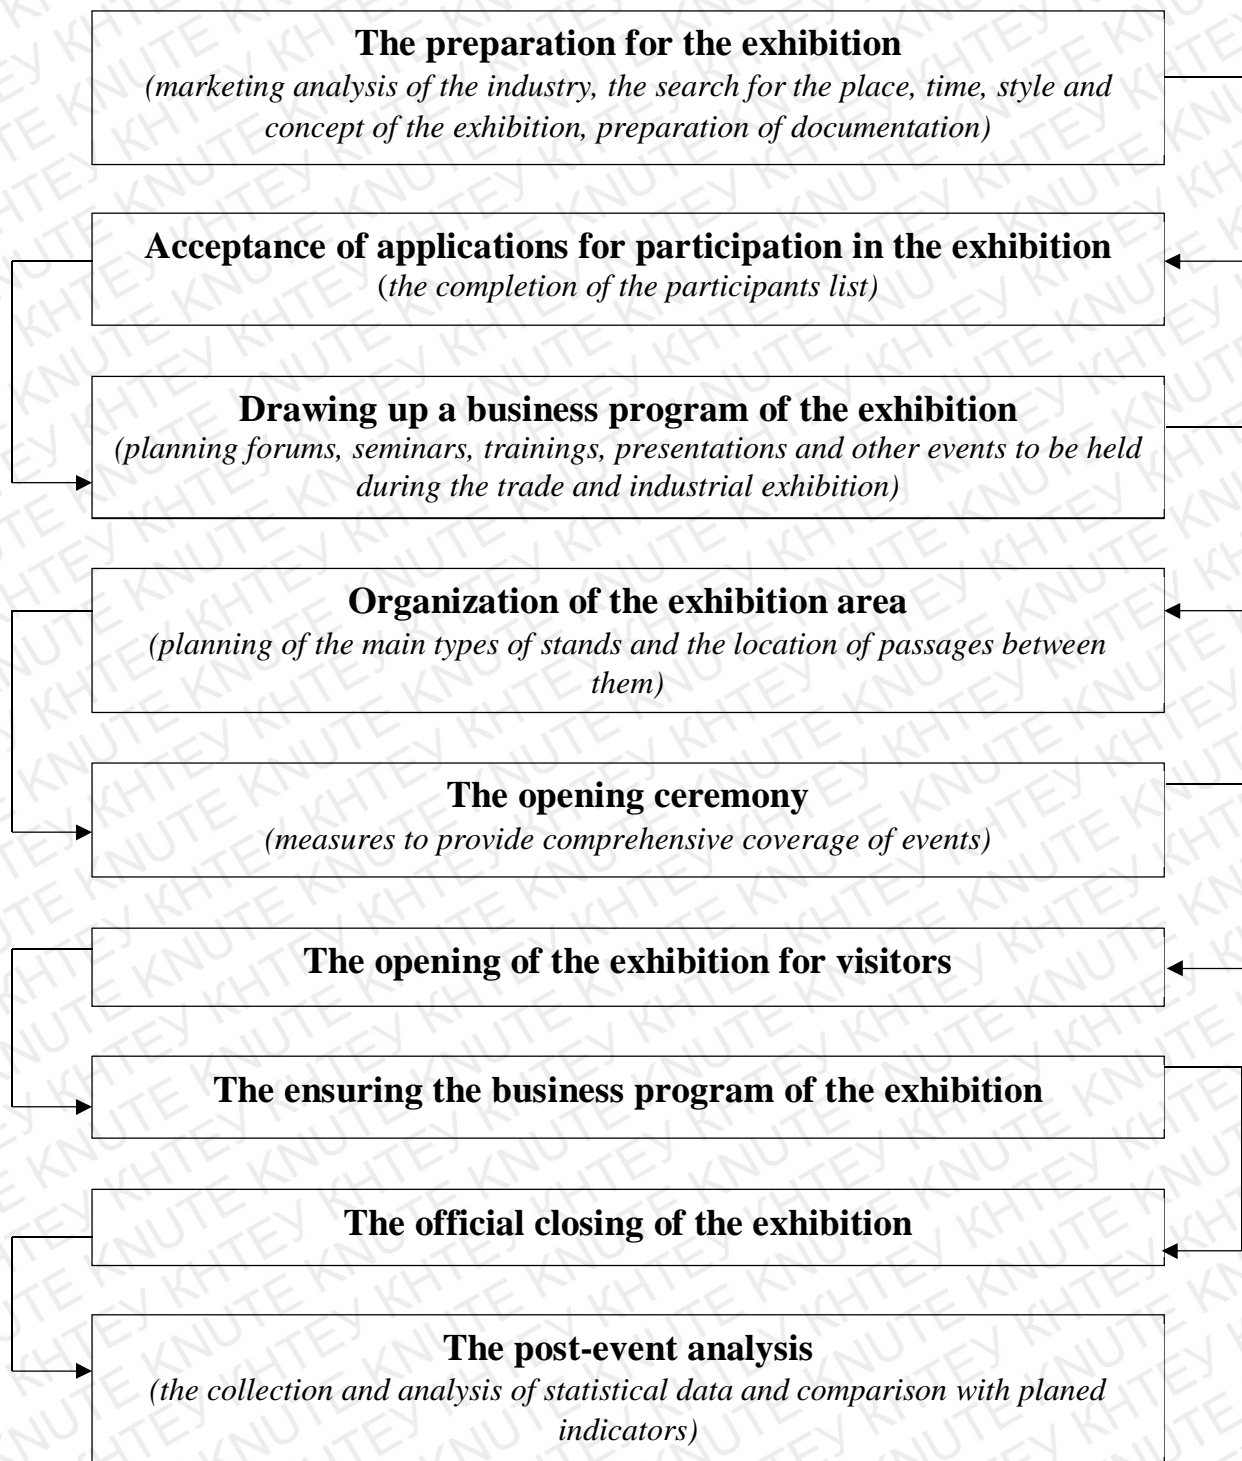 The preparation for the exhibition
(marketing analysis of the industry, the search for the place, time, style and
concept of the exhibition, preparation of documentation)
Acceptance of applications for participation in the exhibition
(the completion of the participants list)
Drawing up a business program of the exhibition
(planning forums, seminars, trainings, presentations and other events to be held
during the trade and industrial exhibition)
Organization of the exhibition area
(planning of the main types of stands and the location of passages between
them)
The opening ceremony
(measures to provide comprehensive coverage of events)
The opening of the exhibition for visitors
The ensuring the business program of the exhibition
The official closing of the exhibition
The post-event analysis
(the collection and analysis of statistical data and comparison with planed
indicators)